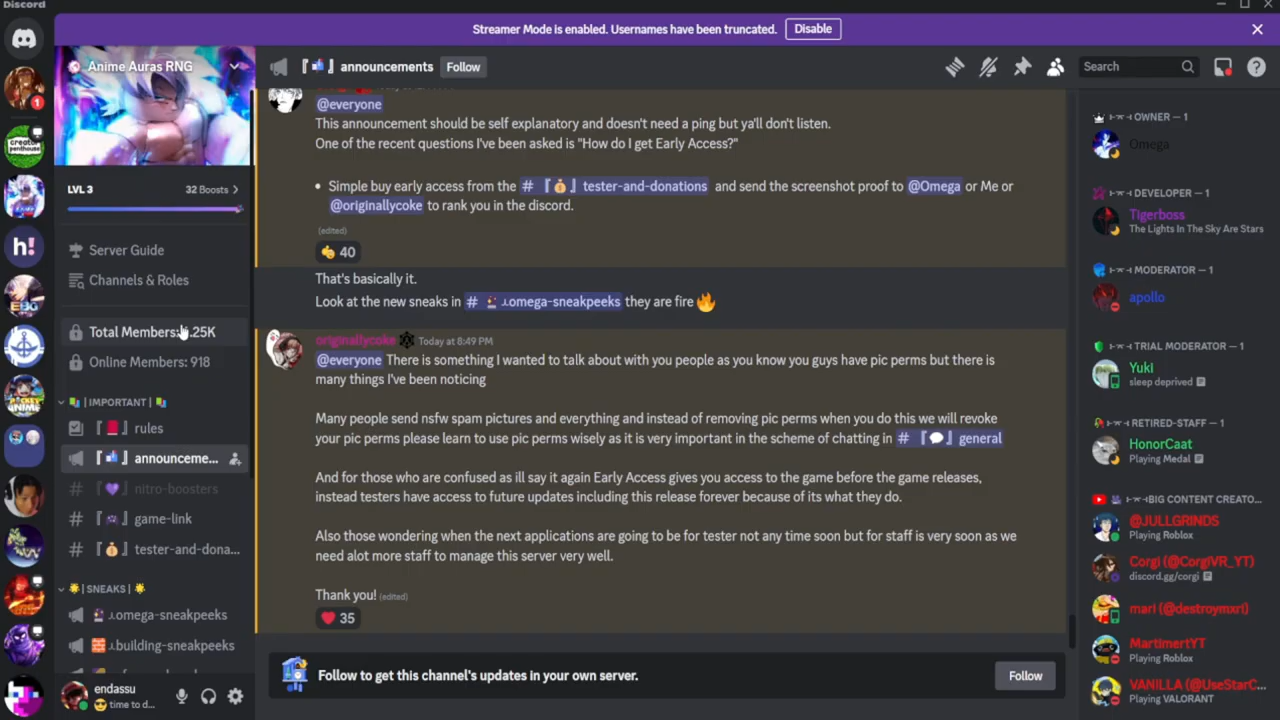 Discord
Streamer Mode is enabled. Usernames have been truncated.
Disable
Anime Auras RNG
LVL 3
32 Boosts
Server Guide
Channels & Roles
Total Members: .25K
Online Members: 918
| IMPORTANT |
rules
announceme...
nitro-boosters
game-link
tester-and-dona...
| SNEAKS |
omega-sneakpeeks
building-sneakpeeks
endassu
time to d...
1
creator
penthouse
h!
EBG
ANIME
announcements
Follow
Search
@everyone
This announcement should be self explanatory and doesn't need a ping but ya'll don't listen.
One of the recent questions I've been asked is "How do I get Early Access?"
• Simple buy early access from the # 『💰』 tester-and-donations and send the screenshot proof to @Omega or Me or
@originallycoke to rank you in the discord.
(edited)
40
That's basically it.
Look at the new sneaks in # omega-sneakpeeks they are fire🔥
originallycoke Today at 8:49 PM
@everyone There is something I wanted to talk about with you people as you know you guys have pic perms but there is
many things I've been noticing
Many people send nsfw spam pictures and everything and instead of removing pic perms when you do this we will revoke
your pic perms please learn to use pic perms wisely as it is very important in the scheme of chatting in # 『💬』 general
And for those who are confused as ill say it again Early Access gives you access to the game before the game releases,
instead testers have access to future updates including this release forever because of its what they do.
Also those wondering when the next applications are going to be for tester not any time soon but for staff is very soon as we
need alot more staff to manage this server very well.
Thank you! (edited)
35
Follow to get this channel's updates in your own server.
Follow
OWNER — 1
Omega
DEVELOPER — 1
Tigerboss
The Lights In The Sky Are Stars
MODERATOR — 1
apollo
TRIAL MODERATOR — 1
Yuki
sleep deprived
RETIRED-STAFF — 1
HonorCaat
Playing Medal
BIG CONTENT CREATO...
@JULLGRINDS
Playing Roblox
Corgi (@CorgiVR_YT)
discord.gg/corgi
mari (@destroymxri)
MartimertYT
Playing Roblox
VANILLA (@UseStarC...
Playing VALORANT